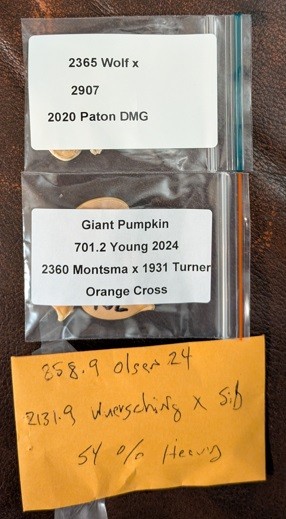 2365 Wolf x
2907
2020 Paton DMG
Giant Pumpkin
701.2 Young 2024
2360 Montsma x 1931 Turner
Orange Cross
858.9 Olsen 24
2131.9 Wuersching x Sib
54 % Heavy